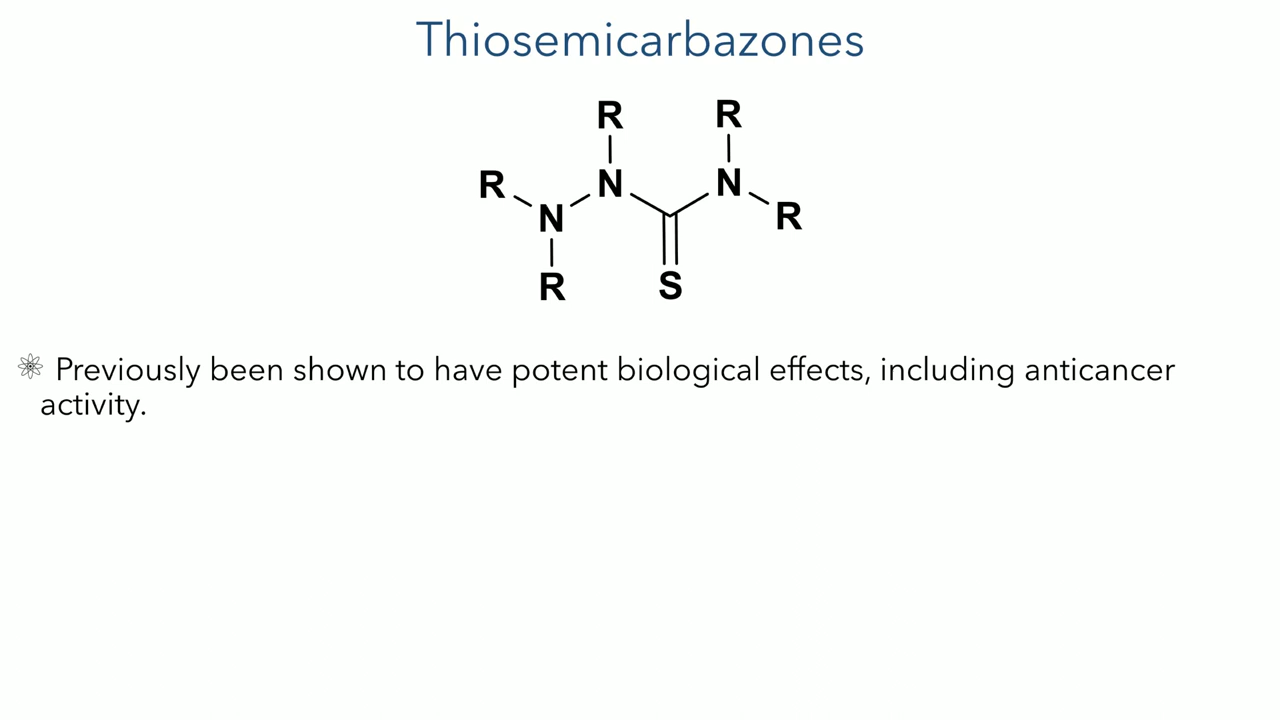 Thiosemicarbazones
R R
R N N
N R
R S
Previously been shown to have potent biological effects, including anticancer
activity.